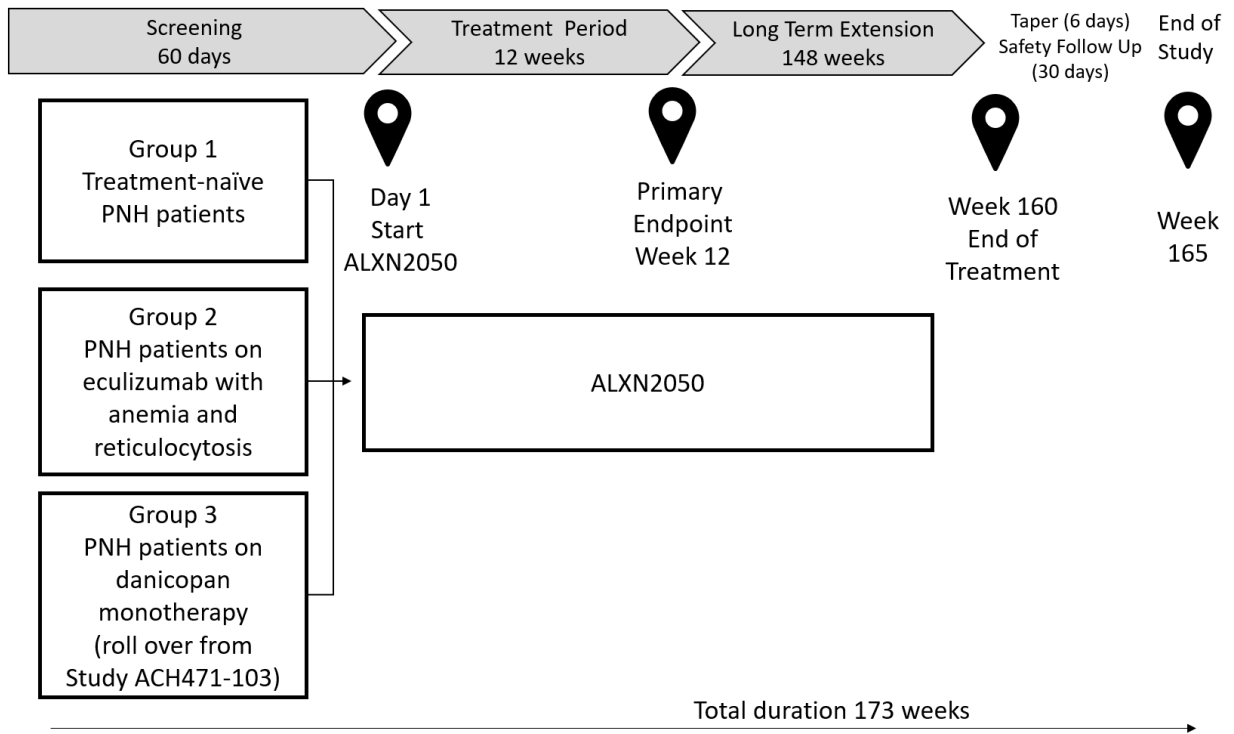 Screening
60 days
Treatment Period
12 weeks
Long Term Extension
148 weeks
Taper (6 days)
Safety Follow Up
(30 days)
End of
Study
Group 1
Treatment-naïve
PNH patients
Day 1
Start
ALXN2050
Primary
Endpoint
Week 12
Week 160
End of
Treatment
Week
165
Group 2
PNH patients on
eculizumab with
anemia and
reticulocytosis
ALXN2050
Group 3
PNH patients on
danicopan
monotherapy
(roll over from
Study ACH471-103)
Total duration 173 weeks